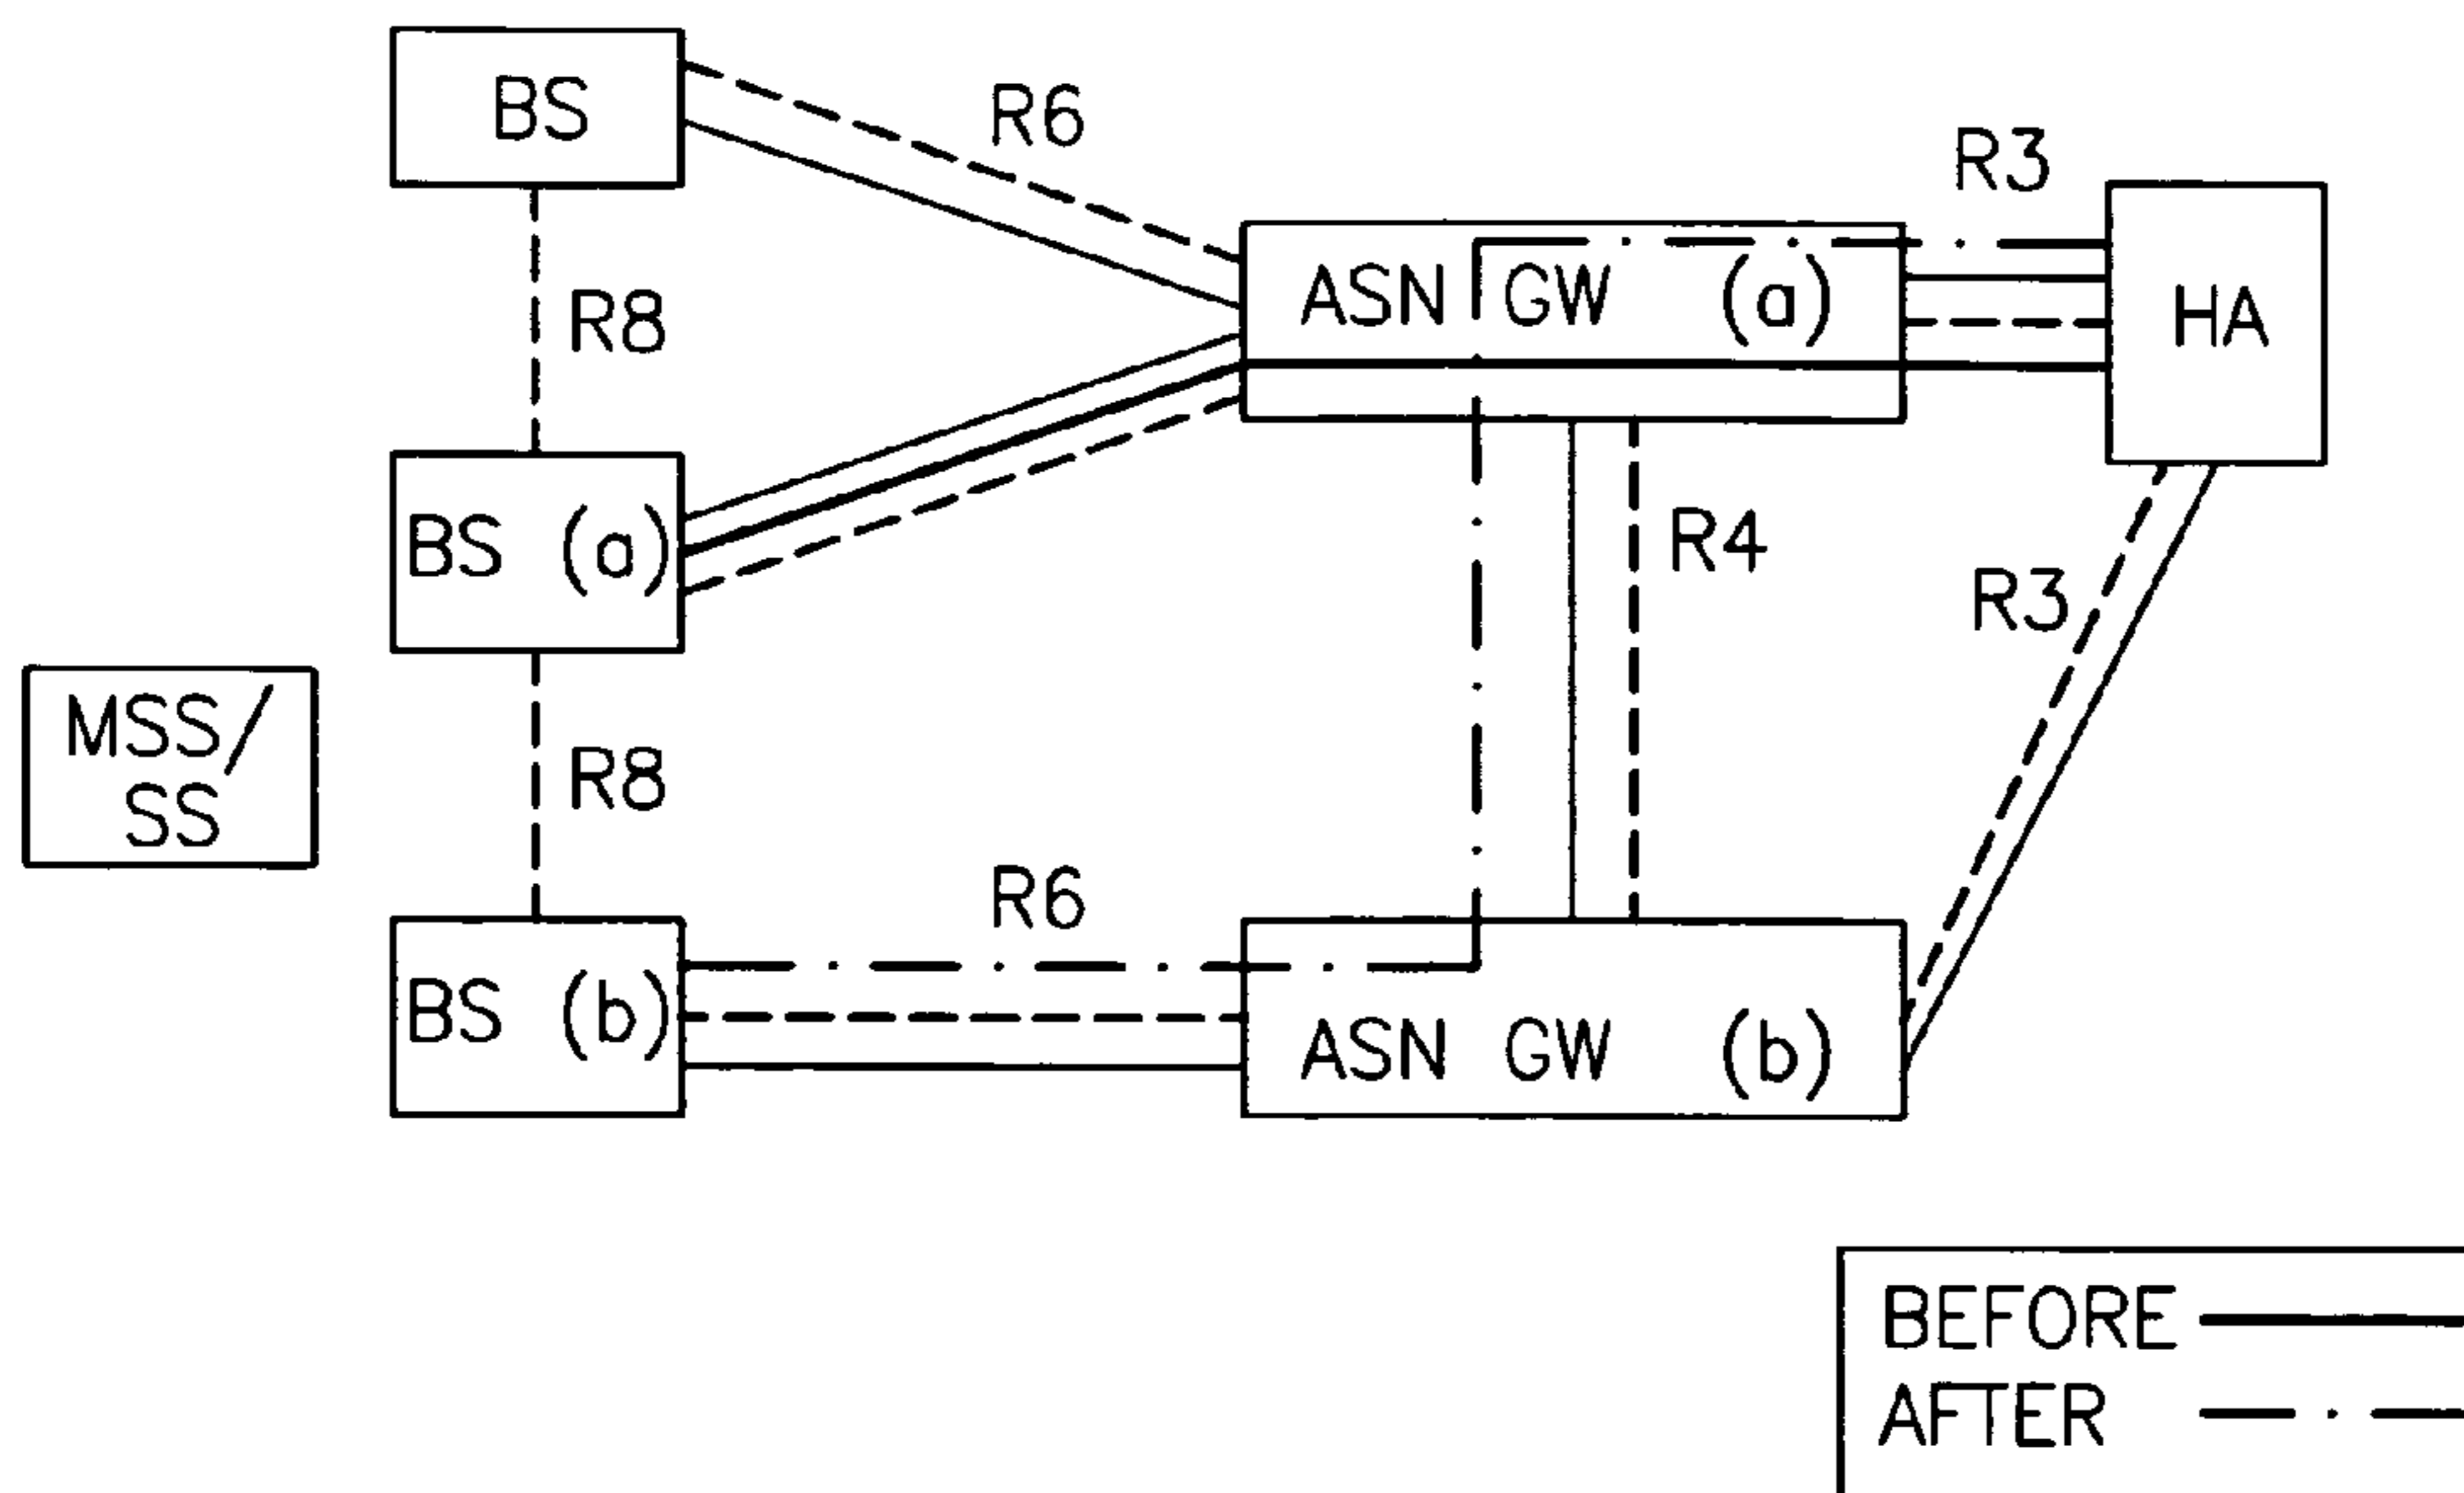 BS
R6
R3
R8
ASN GW (a)
HA
BS (a)
R4
R3
MSS/
SS
R8
R6
BS (b)
ASN GW (b)
BEFORE
AFTER